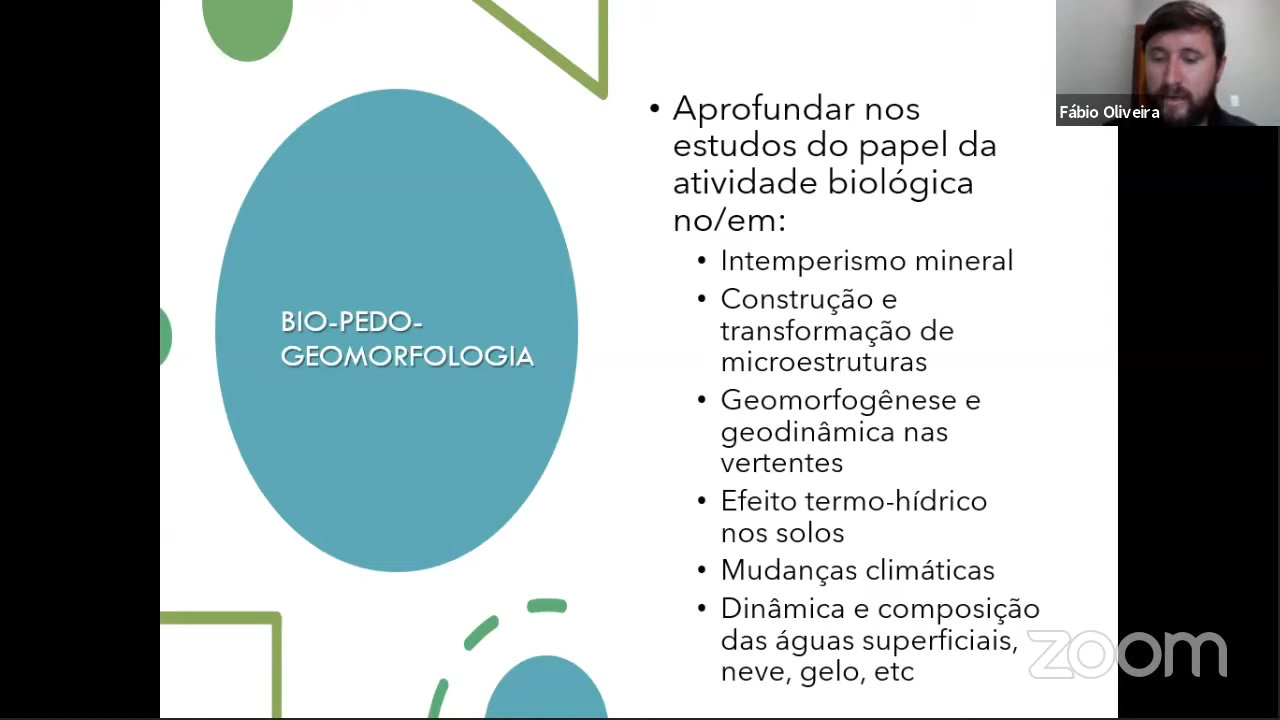 Fábio Oliveira
BIO-PEDO-
GEOMORFOLOGIA
• Aprofundar nos
estudos do papel da
atividade biológica
no/em:
• Intemperismo mineral
• Construção e
transformação de
microestruturas
• Geomorfogênese e
geodinâmica nas
vertentes
• Efeito termo-hídrico
nos solos
• Mudanças climáticas
• Dinâmica e composição
das águas superficiais,
neve, gelo, etc
zoom